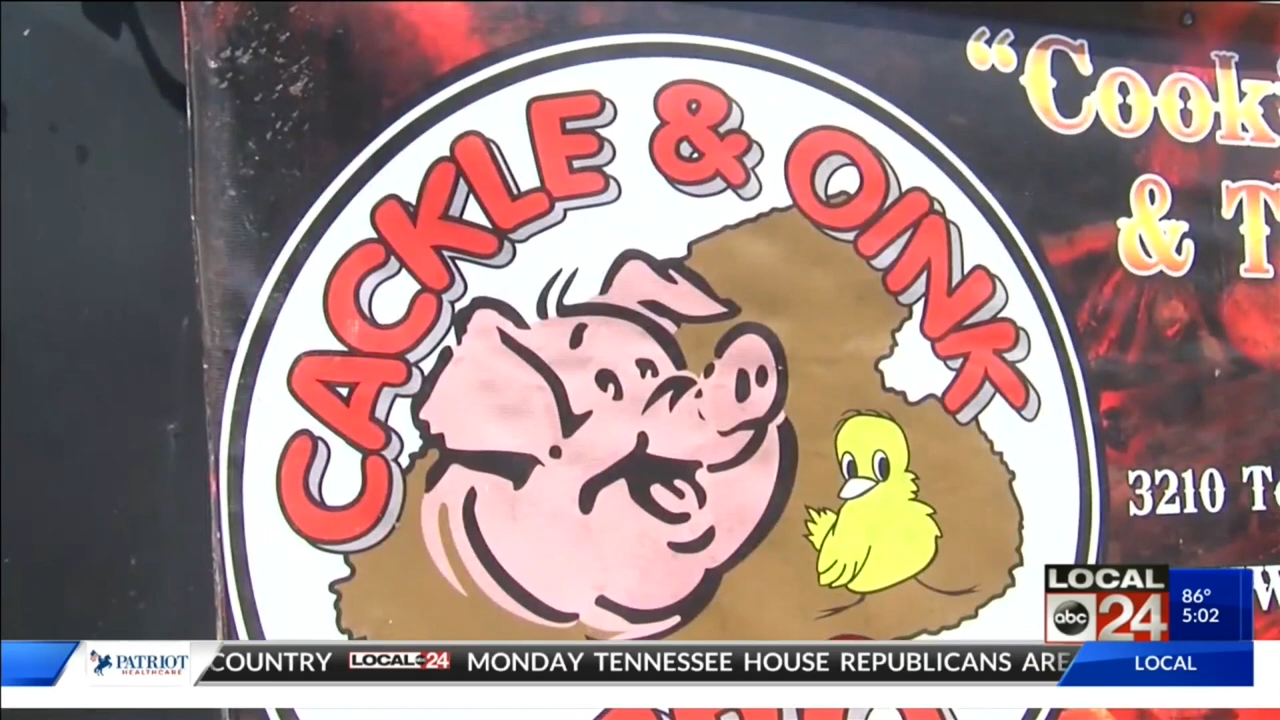 CACKLE & OINK
“Cook
& T
3210 T
LOCAL
abc 24
86°
5:02
PATRIOT
HEALTHCARE
COUNTRY LOCAL abc 24 MONDAY TENNESSEE HOUSE REPUBLICANS ARE
LOCAL